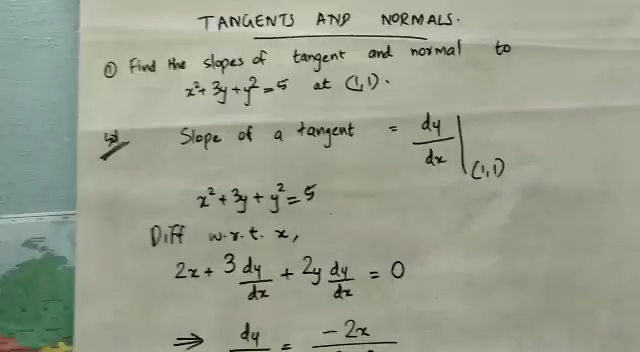 TANGENTS AND NORMALS.
① Find the slopes of tangent and normal to
x²+3y+y²=5 at (1,1).
Sol Slope of a tangent = dy/dx |(1,1)
x²+3y+y²=5
Diff w.r.t. x,
2x + 3 dy/dx + 2y dy/dx = 0
⇒ dy = -2x